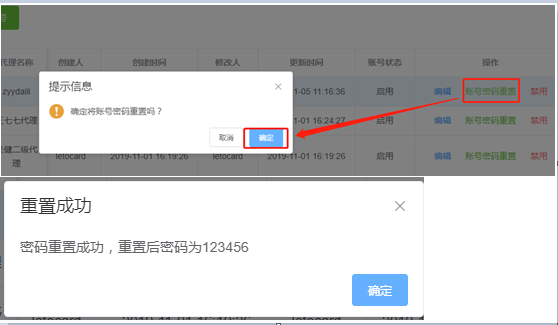 代理名称 创建人 创建时间 修改人 更新时间 账号状态 操作
zyydaili 1-05 11:16:36 启用 编辑 账号密码重置 禁用
提示信息
确定将账号密码重置吗？
取消 确定
七七代理 1-01 16:24:27 启用 编辑 账号密码重置 禁用
健二级代理 letocard 2019-11-01 16:19:26 letocard 2019-11-01 16:19:26 启用 编辑 账号密码重置 禁用
重置成功
密码重置成功，重置后密码为123456
确定